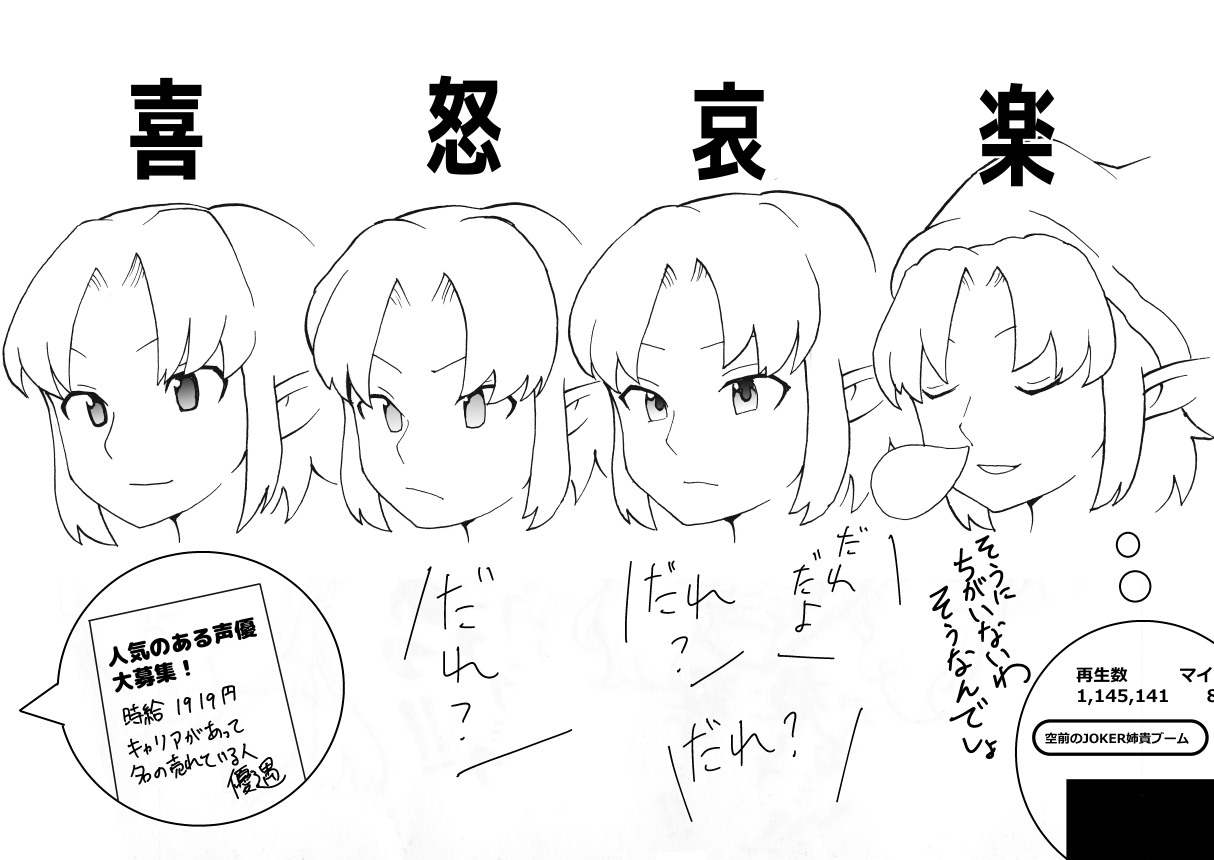 喜
怒
哀
楽
人気のある声優
大募集！
時給 1919円
キャリアがあって
名の売れている人
優遇
だれ？
だれ
だよ
だれ？
だれ？
そうに
ちがいないわ
そうなんでしょ
再生数
マイ
1,145,141
8
空前のJOKER姉貴ブーム